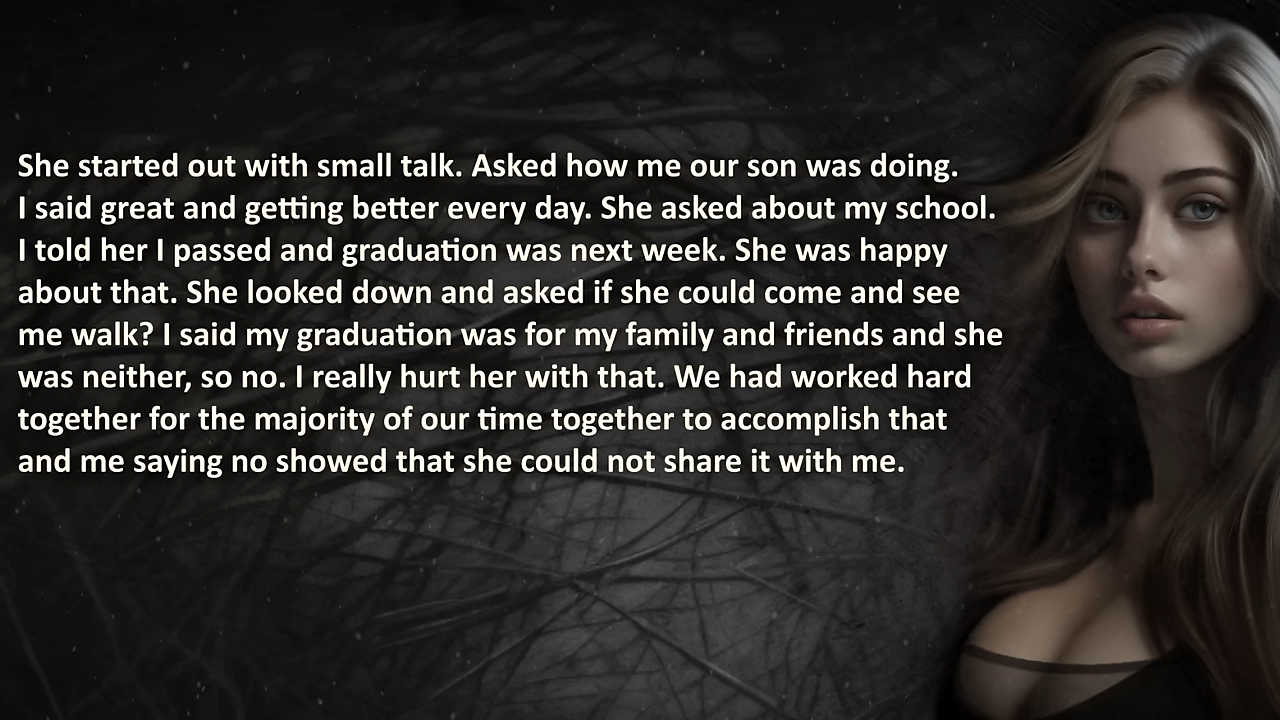 She started out with small talk. Asked how me our son was doing.
I said great and getting better every day. She asked about my school.
I told her I passed and graduation was next week. She was happy
about that. She looked down and asked if she could come and see
me walk? I said my graduation was for my family and friends and she
was neither, so no. I really hurt her with that. We had worked hard
together for the majority of our time together to accomplish that
and me saying no showed that she could not share it with me.